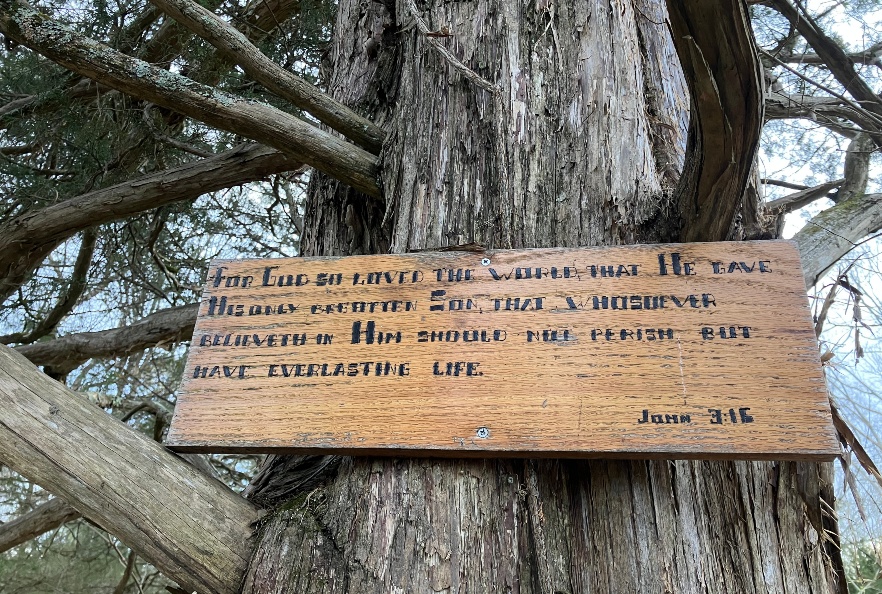 For God so loved the World, that He gave
His only begotten Son, that whosoever
believeth in Him should not perish but
have everlasting life.
John 3:16